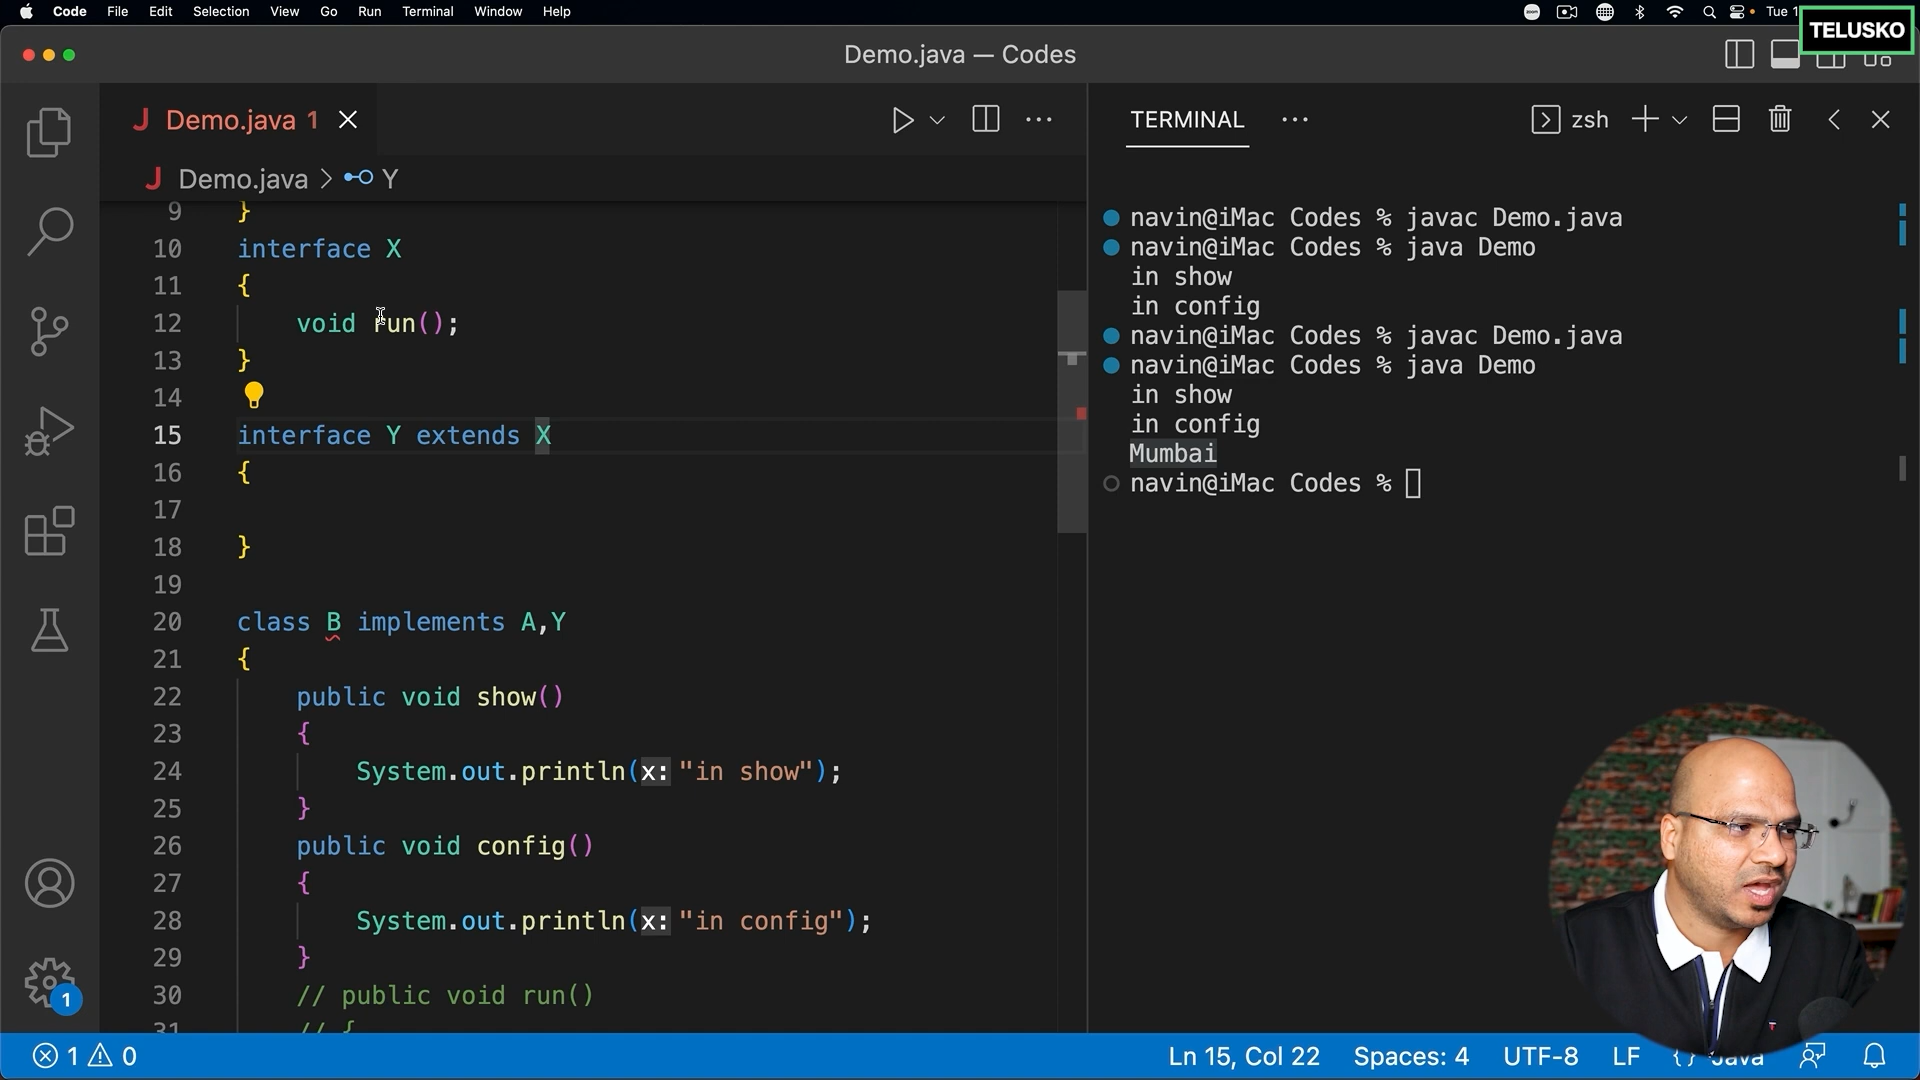 Code File Edit Selection View Go Run Terminal Window Help
zoom
Tue 1
TELUSKO
Demo.java — Codes
J Demo.java 1
J Demo.java > Y
9 }
10 interface X
11 {
12 void run();
13 }
14
15 interface Y extends X
16 {
17
18 }
19
20 class B implements A,Y
21 {
22 public void show()
23 {
24 System.out.println(x: "in show");
25 }
26 public void config()
27 {
28 System.out.println(x: "in config");
29 }
30 // public void run()
31 // {
TERMINAL
zsh
navin@iMac Codes % javac Demo.java
navin@iMac Codes % java Demo
in show
in config
navin@iMac Codes % javac Demo.java
navin@iMac Codes % java Demo
in show
in config
Mumbai
navin@iMac Codes %
1
1 0
Ln 15, Col 22 Spaces: 4 UTF-8 LF {} Java